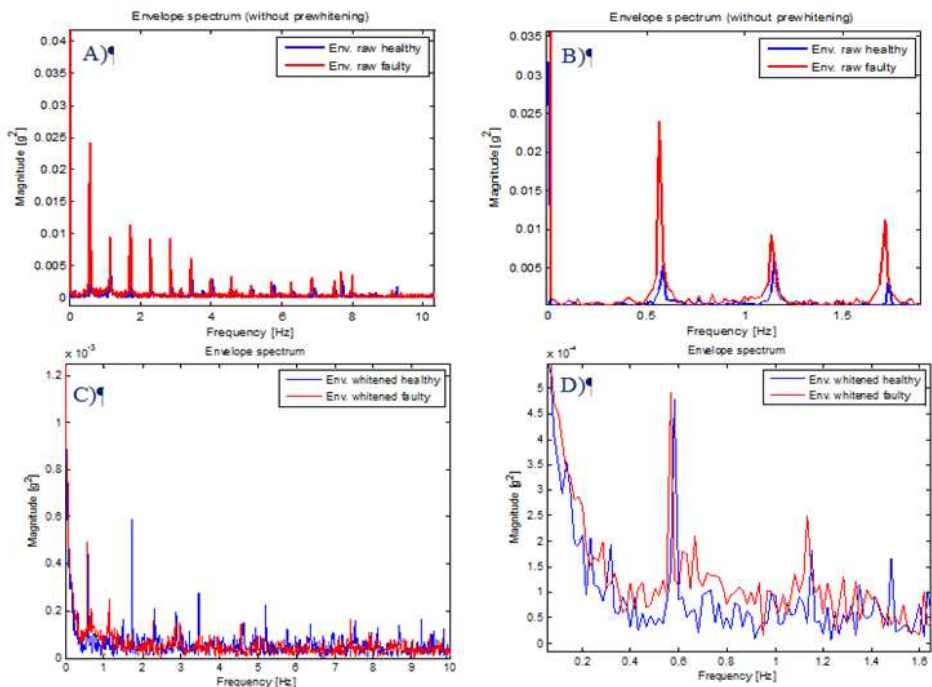 Envelope spectrum (without prewhitening)
A)¶
Env. raw healthy
Env. raw faulty
0.04
0.035
0.03
0.025
0.02
0.015
0.01
0.005
0
Magnitude [g²]
0 2 4 6 8 10
Frequency [Hz]
Envelope spectrum (without prewhitening)
B)¶
Env. raw healthy
Env. raw faulty
0.035
0.03
0.025
0.02
0.015
0.01
0.005
Magnitude [g²]
0 0.5 1 1.5
Frequency [Hz]
x 10⁻³
Envelope spectrum
C)¶
Env. whitened healthy
Env. whitened faulty
1.2
1
0.8
0.6
0.4
0.2
0
Magnitude [g²]
0 1 2 3 4 5 6 7 8 9 10
Frequency [Hz]
x 10⁻⁴
Envelope spectrum
D)¶
Env. whitened healthy
Env. whitened faulty
5
4.5
4
3.5
3
2.5
2
1.5
1
0.5
0
Magnitude [g²]
0.2 0.4 0.6 0.8 1 1.2 1.4 1.6
Frequency [Hz]